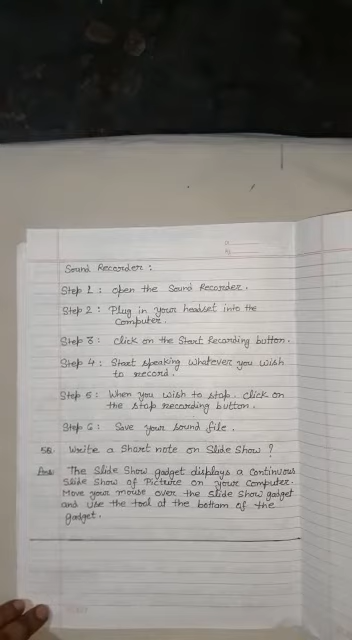 Sound Recorder :
Step 1 : open the Sound Recorder.
Step 2 : Plug in your headset into the
computer.
Step 3 : click on the Start Recording button.
Step 4 : Start speaking whatever you wish
to record.
Step 5 : When you wish to stop, click on
the stop recording button.
Step 6 : Save your sound file.
Write a Short note on Slide Show ?
Ans The Slide Show gadget displays a continuous
Slide Show of Picture on your computer.
Move your mouse over the slide show gadget
and use the tool at the bottom of the
gadget.